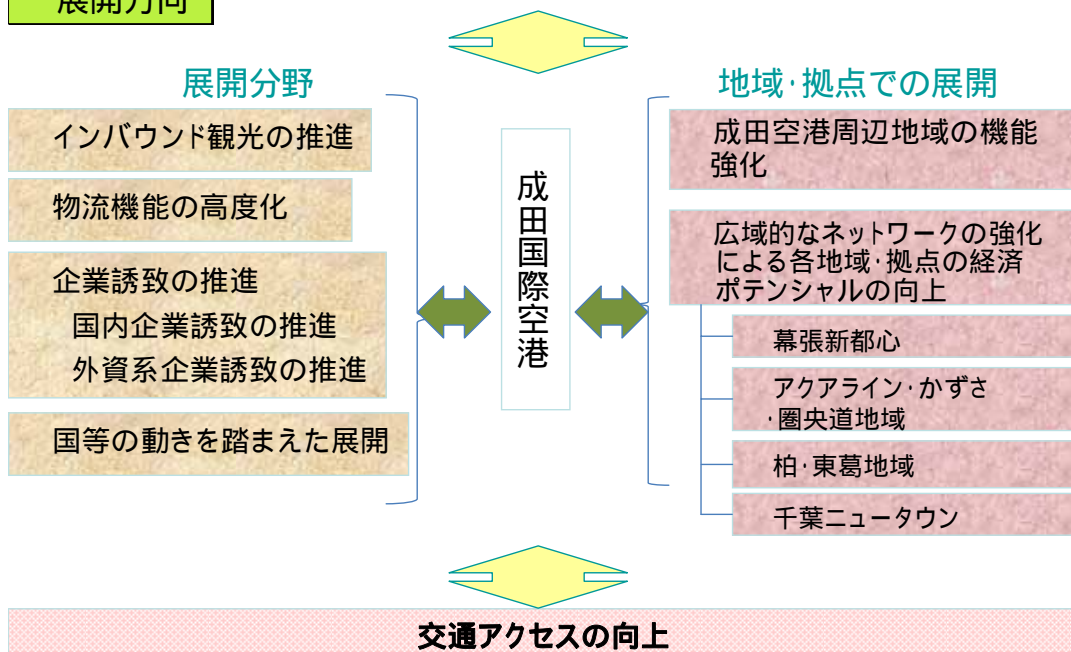 展開方向
展開分野
インバウンド観光の推進
物流機能の高度化
企業誘致の推進
国内企業誘致の推進
外資系企業誘致の推進
国等の動きを踏まえた展開
成田国際空港
地域・拠点での展開
成田空港周辺地域の機能
強化
広域的なネットワークの強化
による各地域・拠点の経済
ポテンシャルの向上
幕張新都心
アクアライン・かずさ
・圏央道地域
柏・東葛地域
千葉ニュータウン
交通アクセスの向上